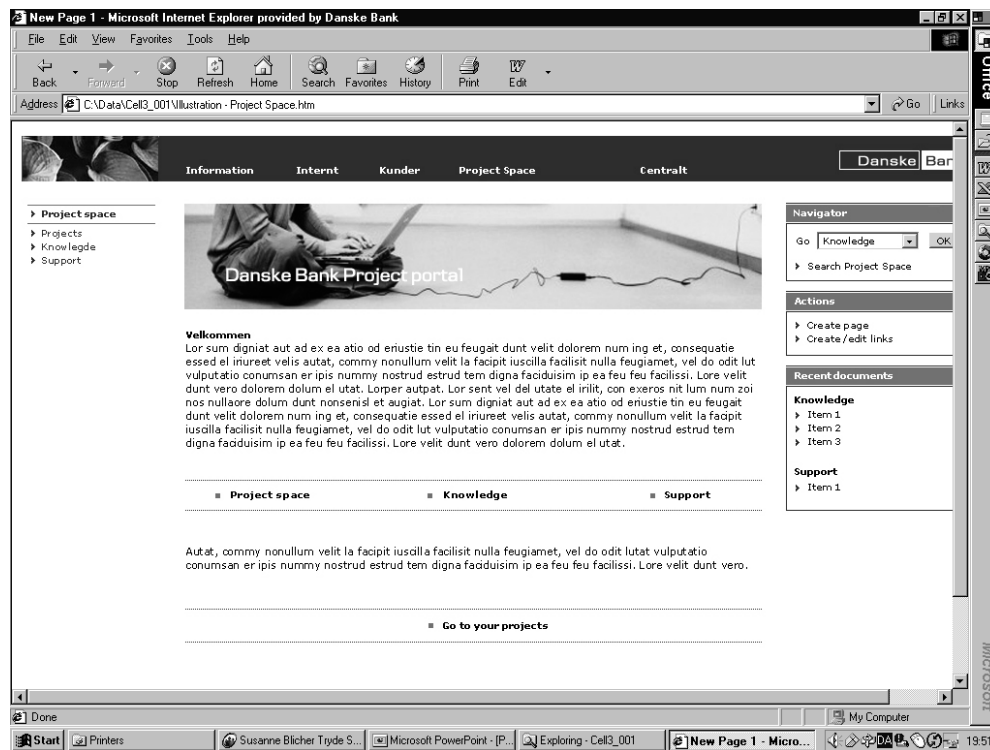 New Page 1 - Microsoft Internet Explorer provided by Danske Bank
File Edit View Favorites Tools Help
Back Forward Stop Refresh Home Search Favorites History Print Edit
Address C:\Data\Cell3_001\Illustration - Project Space.htm Go Links
Office
Information Internt Kunder Project Space Centralt
Danske Ban
Project space
Projects
Knowlegde
Support
Danske Bank Project portal
Navigator
Go Knowledge OK
Search Project Space
Actions
Create page
Create/edit links
Recent documents
Knowledge
Item 1
Item 2
Item 3
Support
Item 1
Velkommen
Lor sum digniat aut ad ex ea atio od eriustie tin eu feugait dunt velit dolorem num ing et, consequatie
essed el iriureet velis autat, commy nonullum velit la facipit iuscilla facilisit nulla feugiamet, vel do odit lut
vulputatio conumsan er ipis nummy nostrud estrud tem digna faciduisim ip ea feu feu facilissi. Lore velit
dunt vero dolorem dolum el utat. Lorper autpat. Lor sent vel del utate el irilit, con exeros nit lum num zoi
nos nullaore dolum dunt nonsenisl et augiat. Lor sum digniat aut ad ex ea atio od eriustie tin eu feugait
dunt velit dolorem num ing et, consequatie essed el iriureet velis autat, commy nonullum velit la facipit
iuscilla facilisit nulla feugiamet, vel do odit lut vulputatio conumsan er ipis nummy nostrud estrud tem
digna faciduisim ip ea feu feu facilissi. Lore velit dunt vero dolorem dolum el utat.
Project space Knowledge Support
Autat, commy nonullum velit la facipit iuscilla facilisit nulla feugiamet, vel do odit lutat vulputatio
conumsan er ipis nummy nostrud estrud tem digna faciduisim ip ea feu feu facilissi. Lore velit dunt vero.
Go to your projects
Microsoft
Done My Computer
Start Printers Susanne Blicher Tryde S... Microsoft PowerPoint - [P... Exploring - Cell3_001 New Page 1 - Micro... DA 19:51